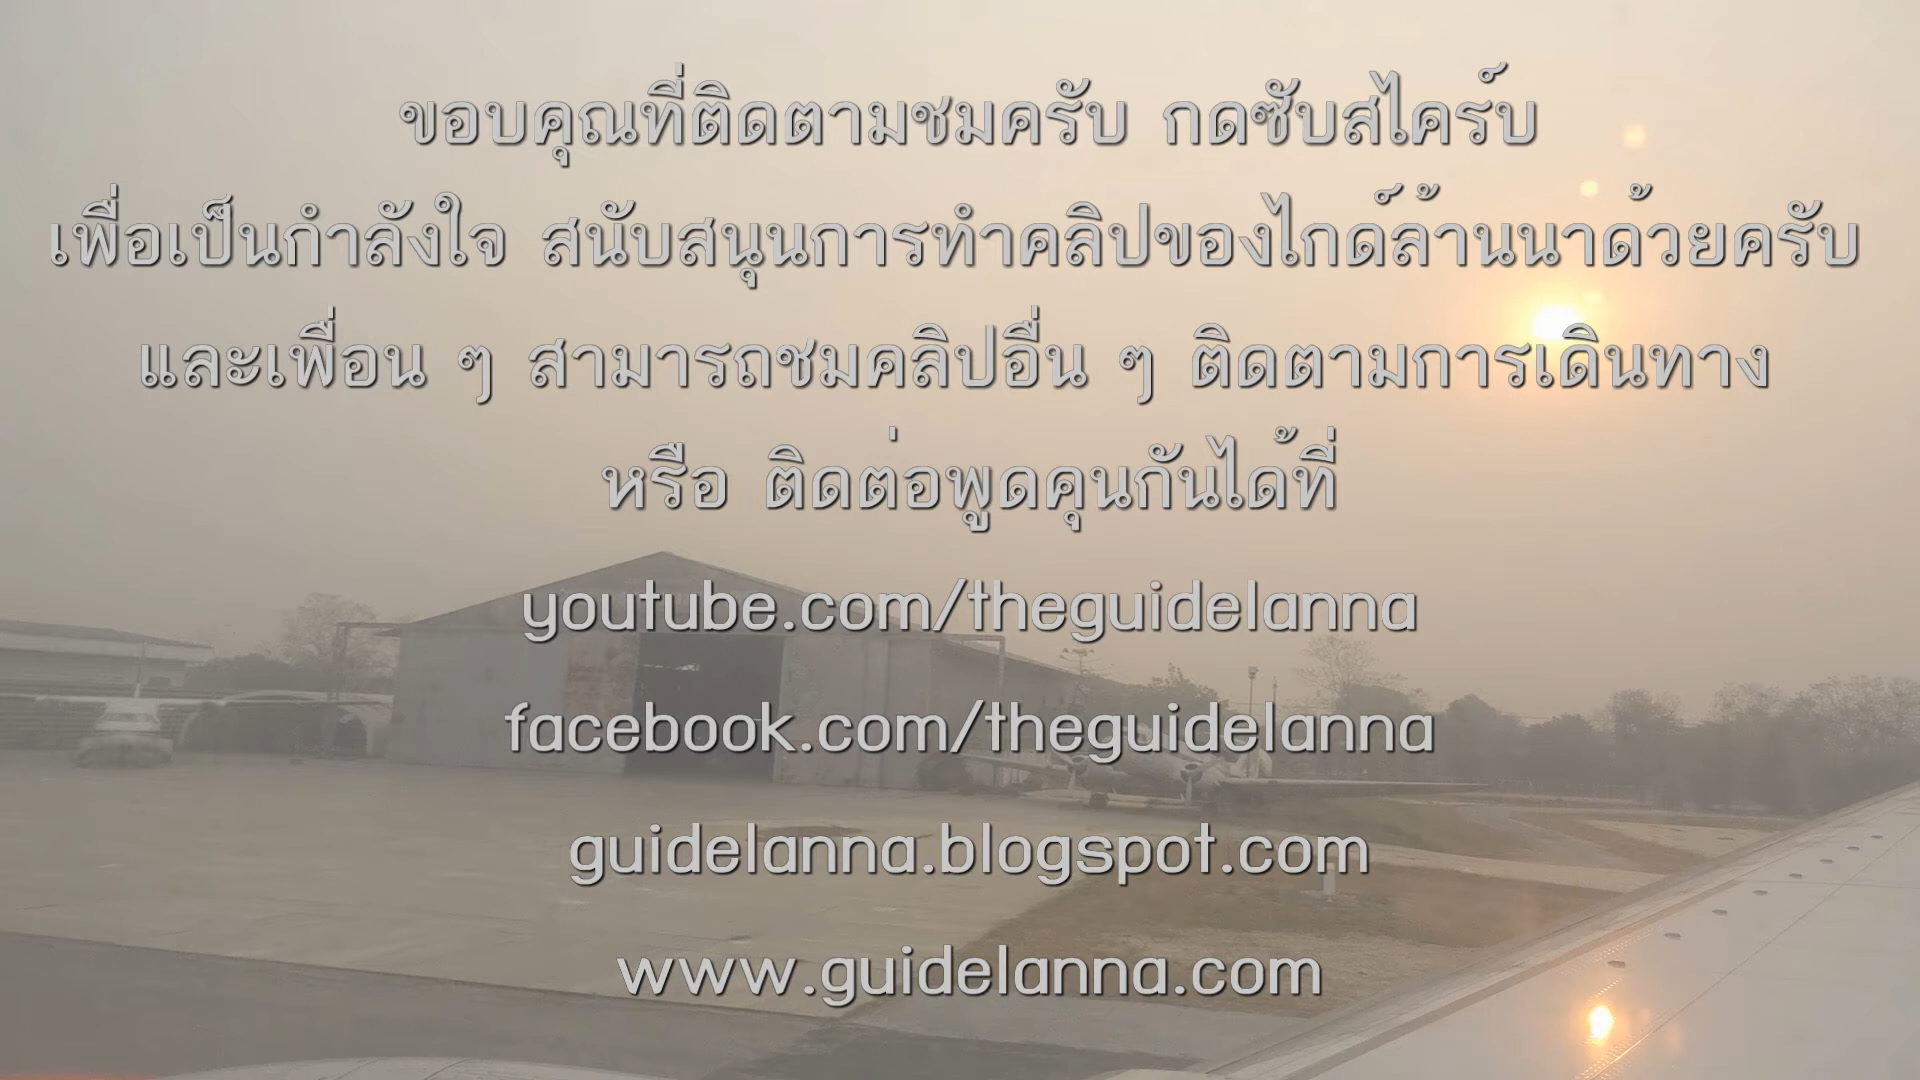 ขอบคุณที่ติดตามชมครับ กดซับสไคร์บ
เพื่อเป็นกำลังใจ สนับสนุนการทำคลิปของไกด์ล้านนาด้วยครับ
และเพื่อน ๆ สามารถชมคลิปอื่น ๆ ติดตามการเดินทาง
หรือ ติดต่อพูดคุนกันได้ที่
youtube.com/theguidelanna
facebook.com/theguidelanna
guidelanna.blogspot.com
www.guidelanna.com